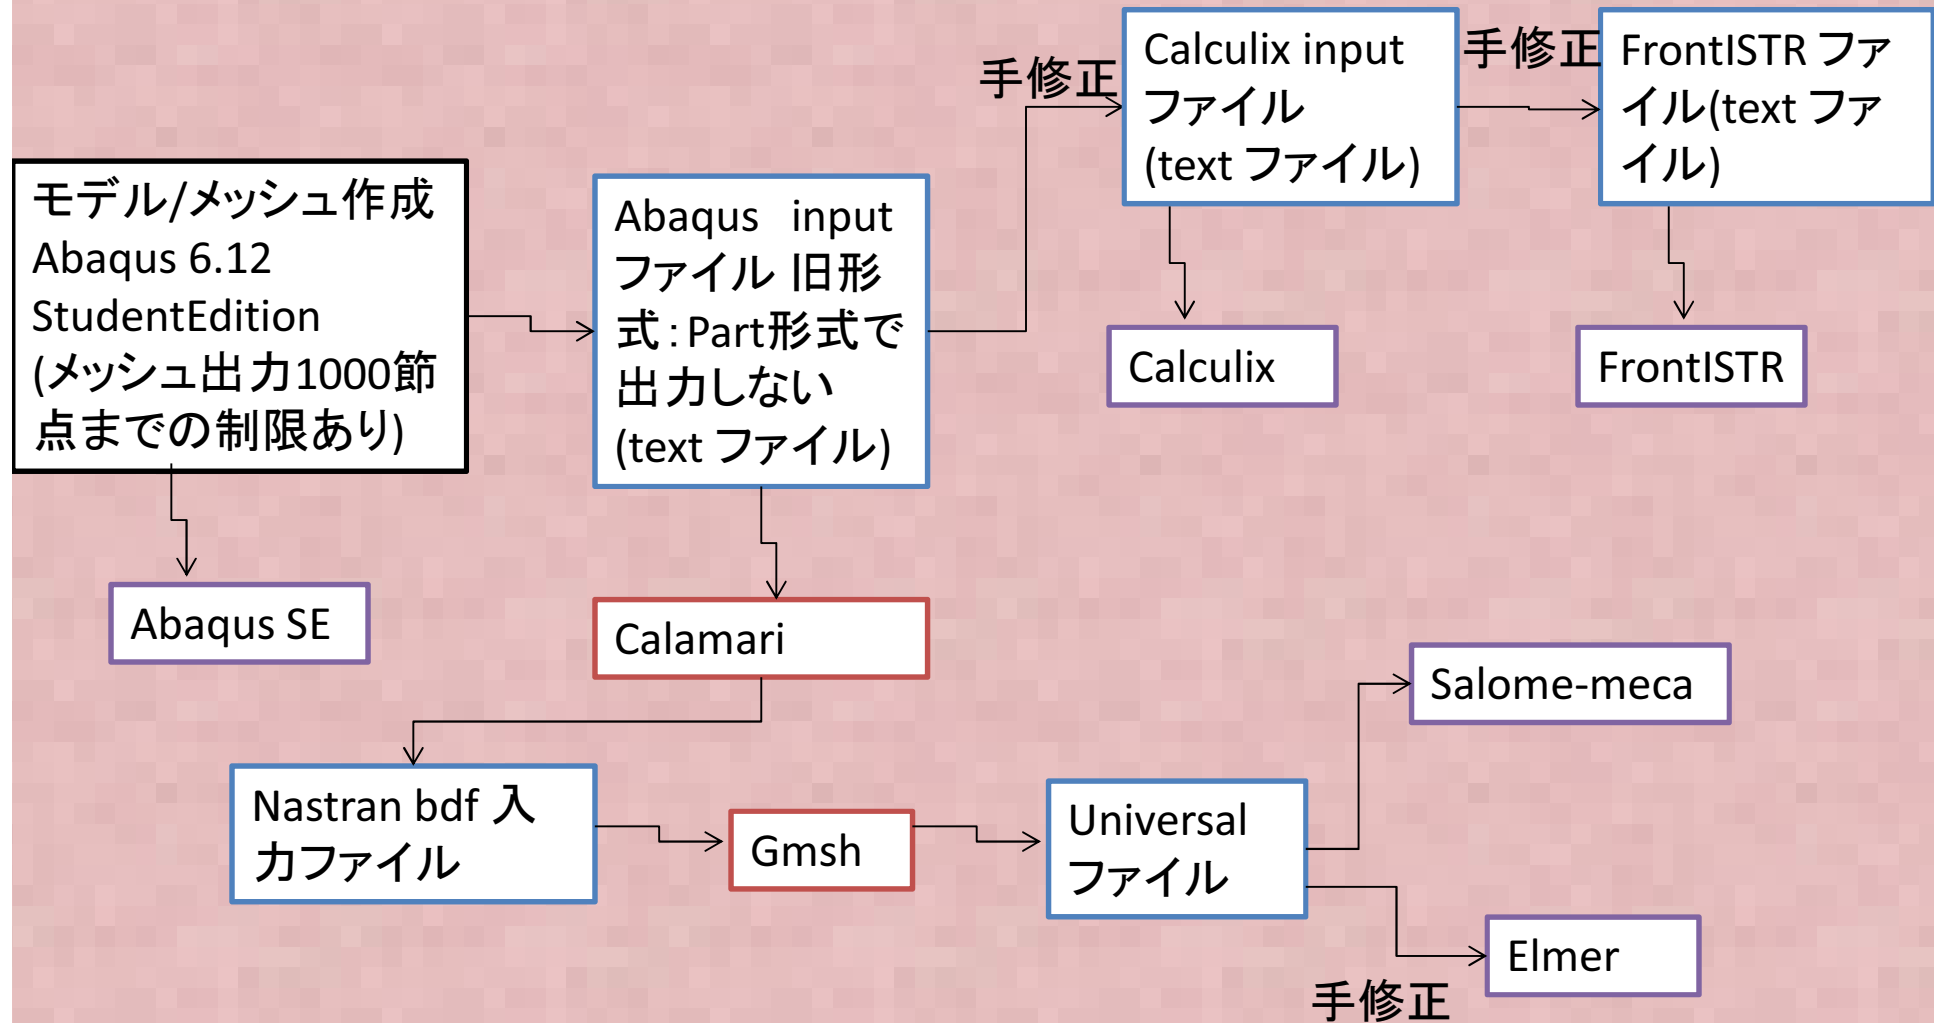 モデル/メッシュ作成
Abaqus 6.12
StudentEdition
(メッシュ出力1000節
点までの制限あり)
Abaqus SE
Abaqus input
ファイル 旧形
式:Part形式で
出力しない
(text ファイル)
手修正
Calculix input
ファイル
(text ファイル)
手修正
FrontISTR ファ
イル(text ファ
イル)
Calculix
FrontISTR
Calamari
Nastran bdf 入
力ファイル
Gmsh
Universal
ファイル
Salome-meca
Elmer
手修正